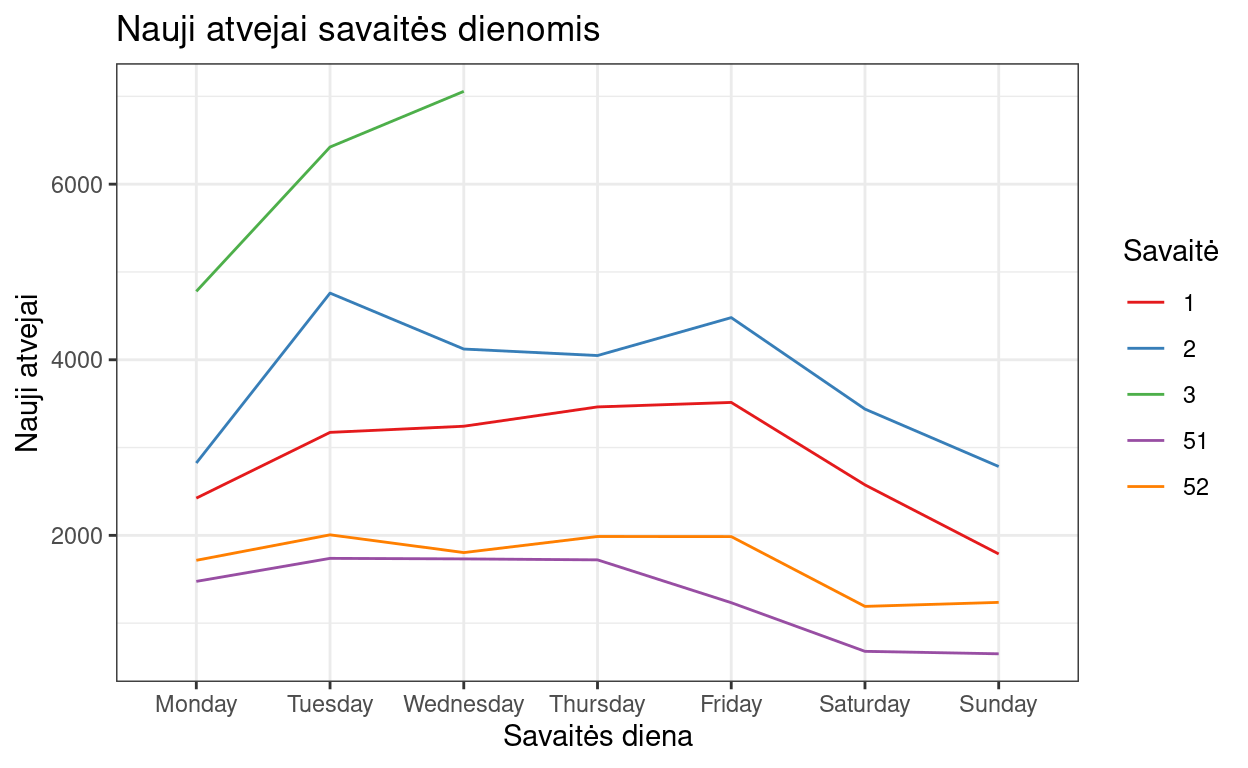 Nauji atvejai savaitės dienomis
Nauji atvejai
6000
4000
2000
Monday Tuesday Wednesday Thursday Friday Saturday Sunday
Savaitės diena
Savaitė
1
2
3
51
52